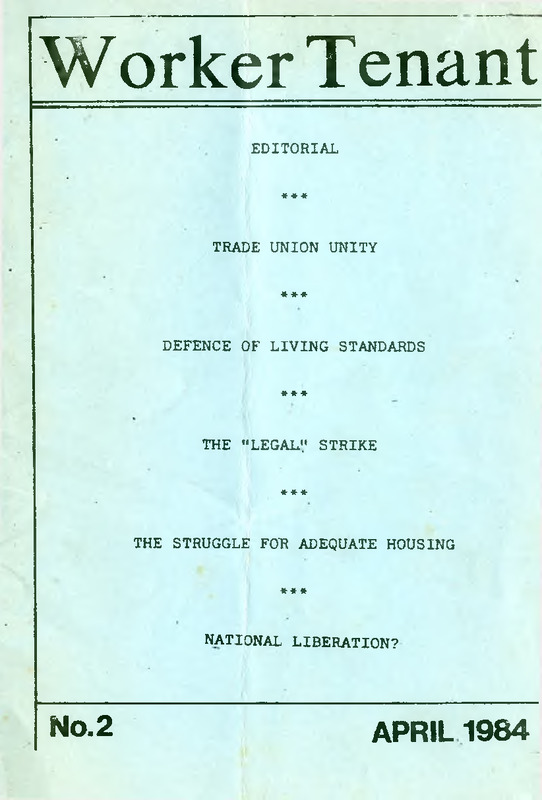 Worker Tenant
EDITORIAL
***
TRADE UNION UNITY
***
DEFENCE OF LIVING STANDARDS
***
THE "LEGAL" STRIKE
***
THE STRUGGLE FOR ADEQUATE HOUSING
***
NATIONAL LIBERATION?
No.2 APRIL 1984